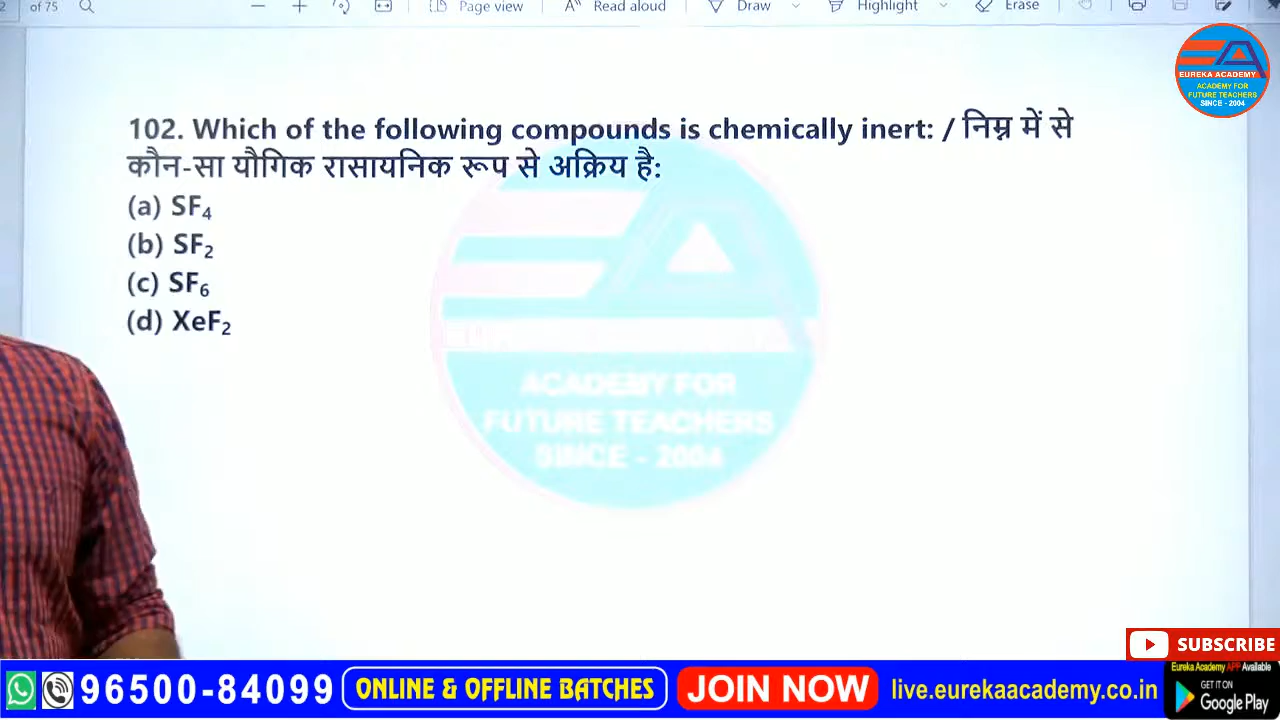 2 of 75 Page view Read aloud Draw Highlight Erase
EUREKA ACADEMY
ACADEMY FOR
FUTURE TEACHERS
SINCE - 2004
102. Which of the following compounds is chemically inert: / निम्न में से
कौन-सा यौगिक रासायनिक रूप से अक्रिय है:
(a) SF₄
(b) SF₂
(c) SF₆
(d) XeF₂
ACADEMY FOR
FUTURE TEACHERS
SINCE - 2004
SUBSCRIBE
96500-84099 ONLINE & OFFLINE BATCHES JOIN NOW live.eurekaacademy.co.in
Eureka Academy APP Available
GET IT ON
Google Play